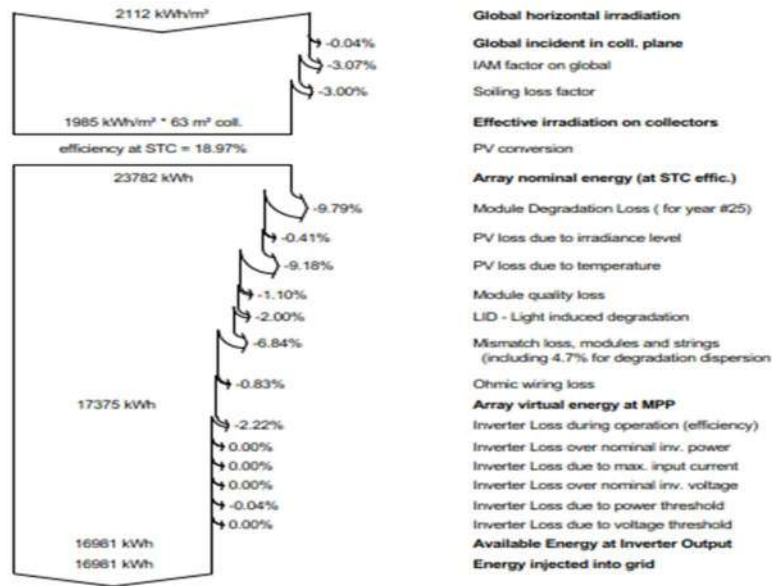 2112 kWh/m² Global horizontal irradiation
-0.04% Global incident in coll. plane
-3.07% IAM factor on global
-3.00% Soiling loss factor
1985 kWh/m² * 63 m² coll. Effective irradiation on collectors
efficiency at STC = 18.97% PV conversion
23782 kWh Array nominal energy (at STC effic.)
-9.79% Module Degradation Loss ( for year #25)
-0.41% PV loss due to irradiance level
-9.18% PV loss due to temperature
-1.10% Module quality loss
-2.00% LID - Light induced degradation
-6.84% Mismatch loss, modules and strings
(including 4.7% for degradation dispersion
-0.83% Ohmic wiring loss
17375 kWh Array virtual energy at MPP
-2.22% Inverter Loss during operation (efficiency)
0.00% Inverter Loss over nominal inv. power
0.00% Inverter Loss due to max. input current
0.00% Inverter Loss over nominal inv. voltage
-0.04% Inverter Loss due to power threshold
0.00% Inverter Loss due to voltage threshold
16981 kWh Available Energy at Inverter Output
16981 kWh Energy injected into grid